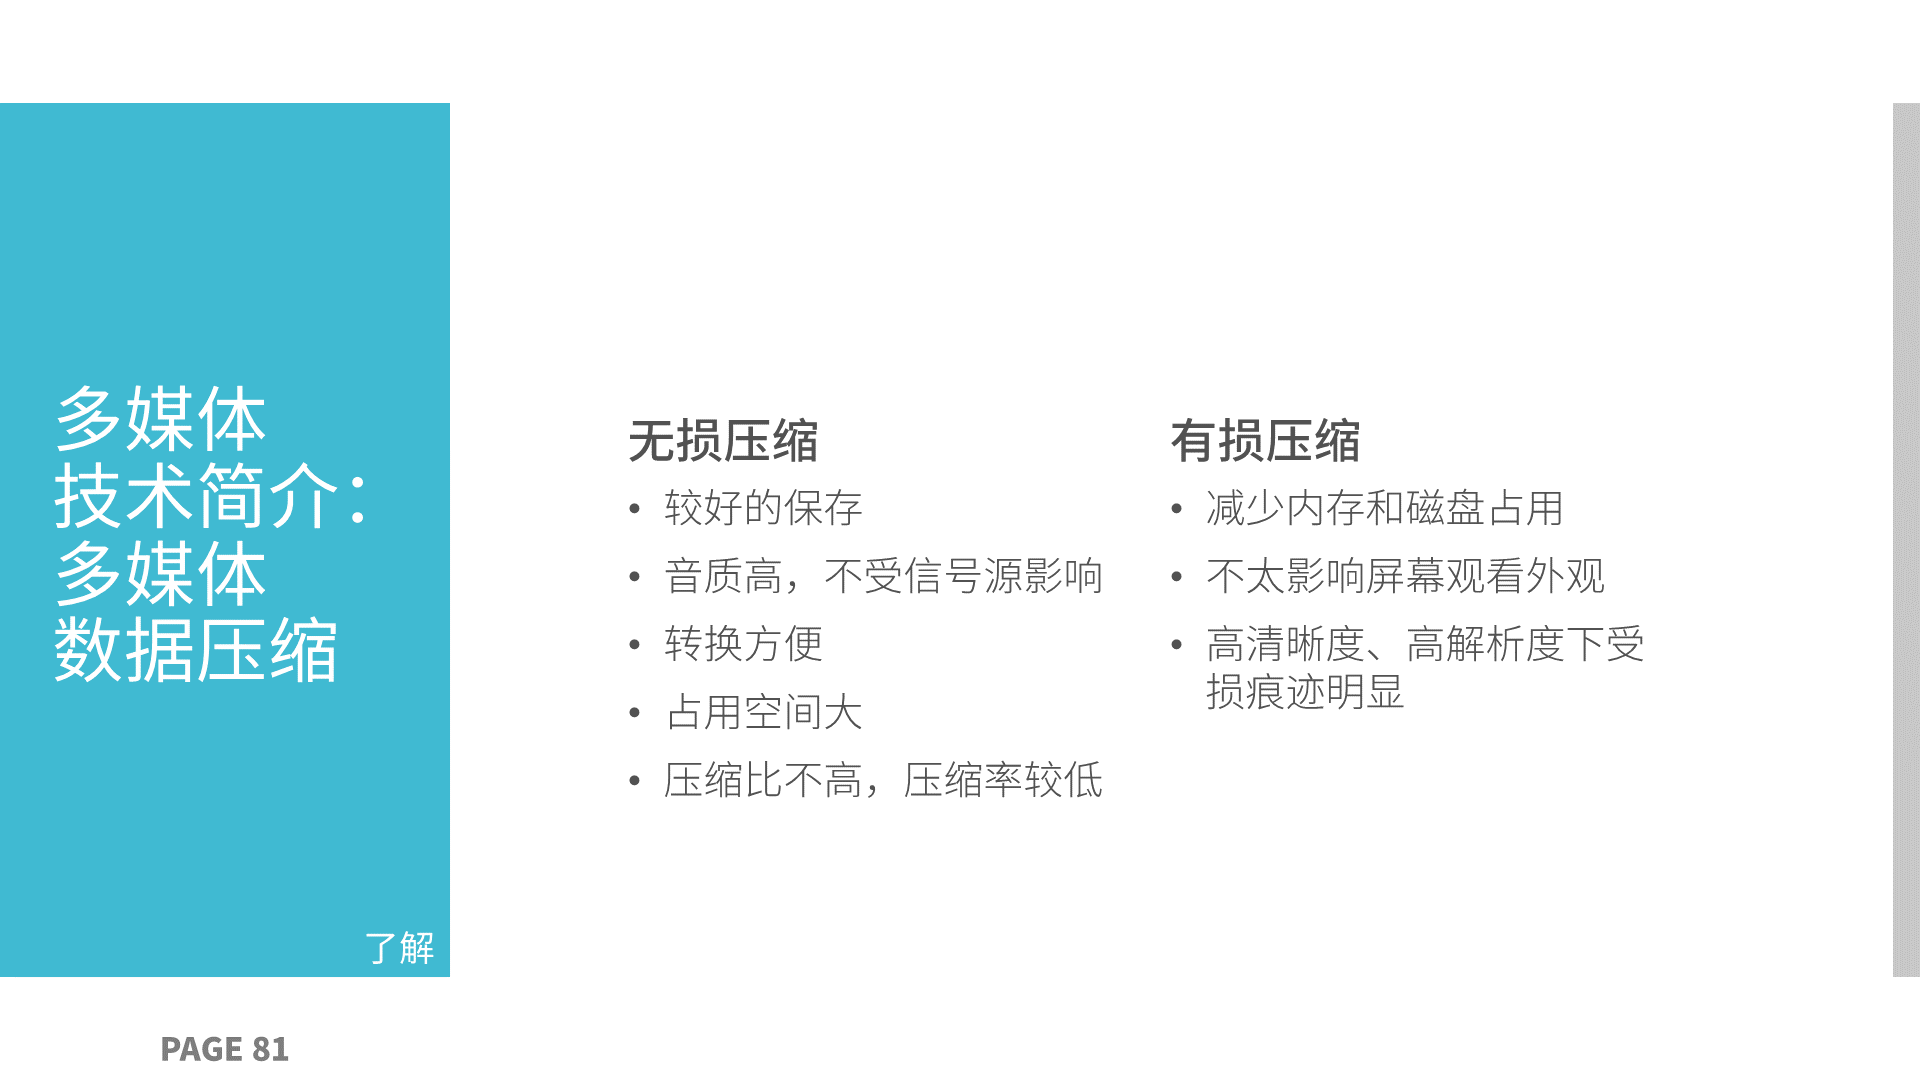 多媒体
技术简介：
多媒体
数据压缩
了解
无损压缩
• 较好的保存
• 音质高，不受信号源影响
• 转换方便
• 占用空间大
• 压缩比不高，压缩率较低
有损压缩
• 减少内存和磁盘占用
• 不太影响屏幕观看外观
• 高清晰度、高解析度下受
损痕迹明显
PAGE 81